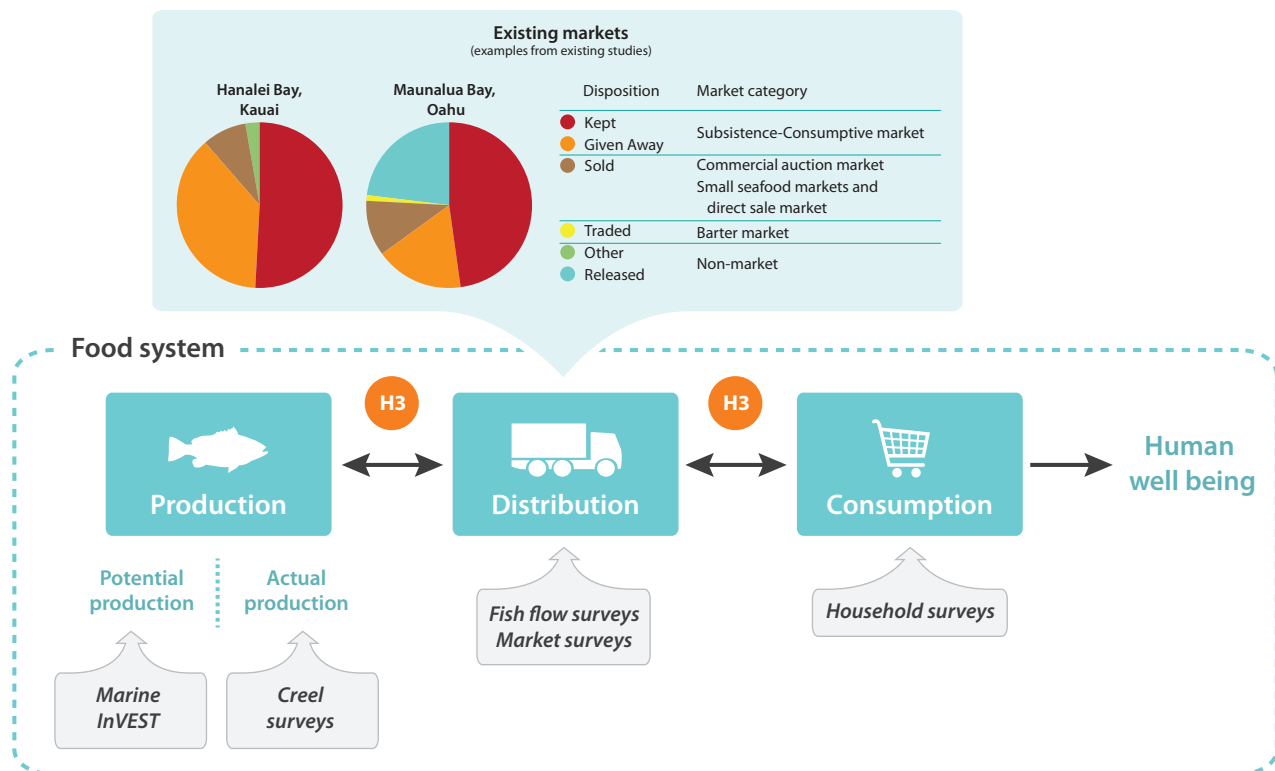 Existing markets
(examples from existing studies)
Hanalei Bay,
Kauai
Maunalua Bay,
Oahu
Disposition Market category
Kept
Given Away
Subsistence-Consumptive market
Sold Commercial auction market
Small seafood markets and
direct sale market
Traded Barter market
Other
Released
Non-market
Food system
H3
H3
Production
Distribution
Consumption
Human
well being
Potential
production
Actual
production
Fish flow surveys
Market surveys
Household surveys
Marine
InVEST
Creel
surveys